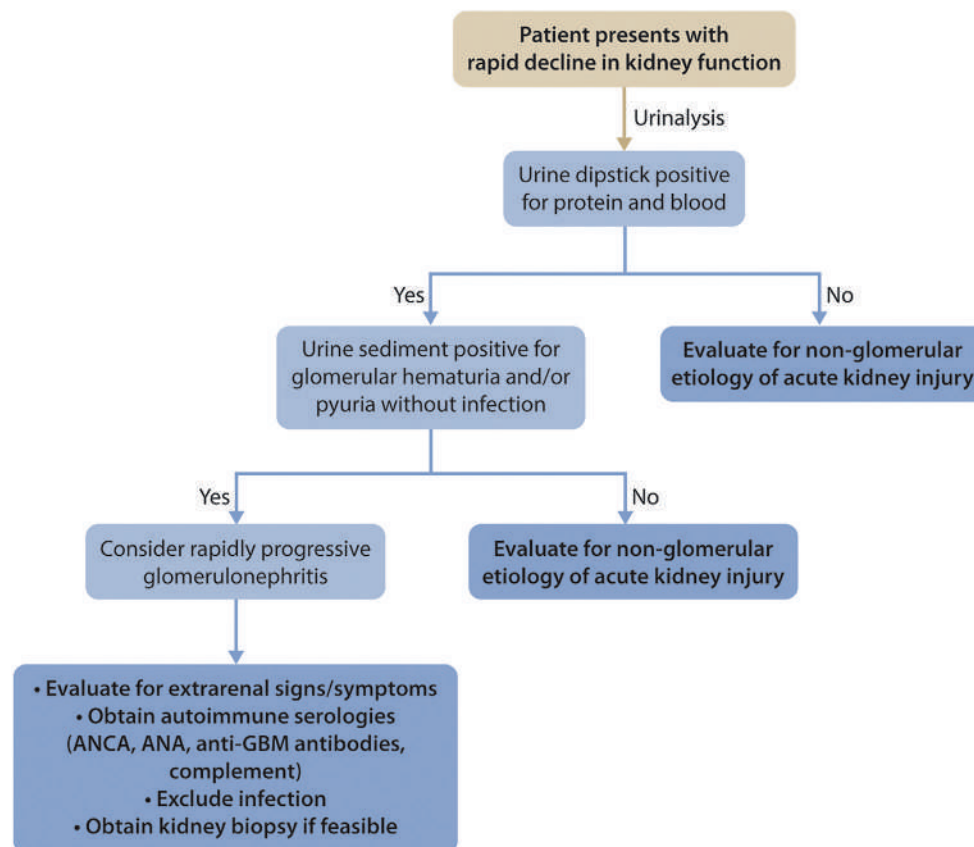 Patient presents with
rapid decline in kidney function
Urinalysis
Urine dipstick positive
for protein and blood
Yes
No
Urine sediment positive for
glomerular hematuria and/or
pyuria without infection
Evaluate for non-glomerular
etiology of acute kidney injury
Yes
No
Consider rapidly progressive
glomerulonephritis
Evaluate for non-glomerular
etiology of acute kidney injury
• Evaluate for extrarenal signs/symptoms
• Obtain autoimmune serologies
(ANCA, ANA, anti-GBM antibodies,
complement)
• Exclude infection
• Obtain kidney biopsy if feasible